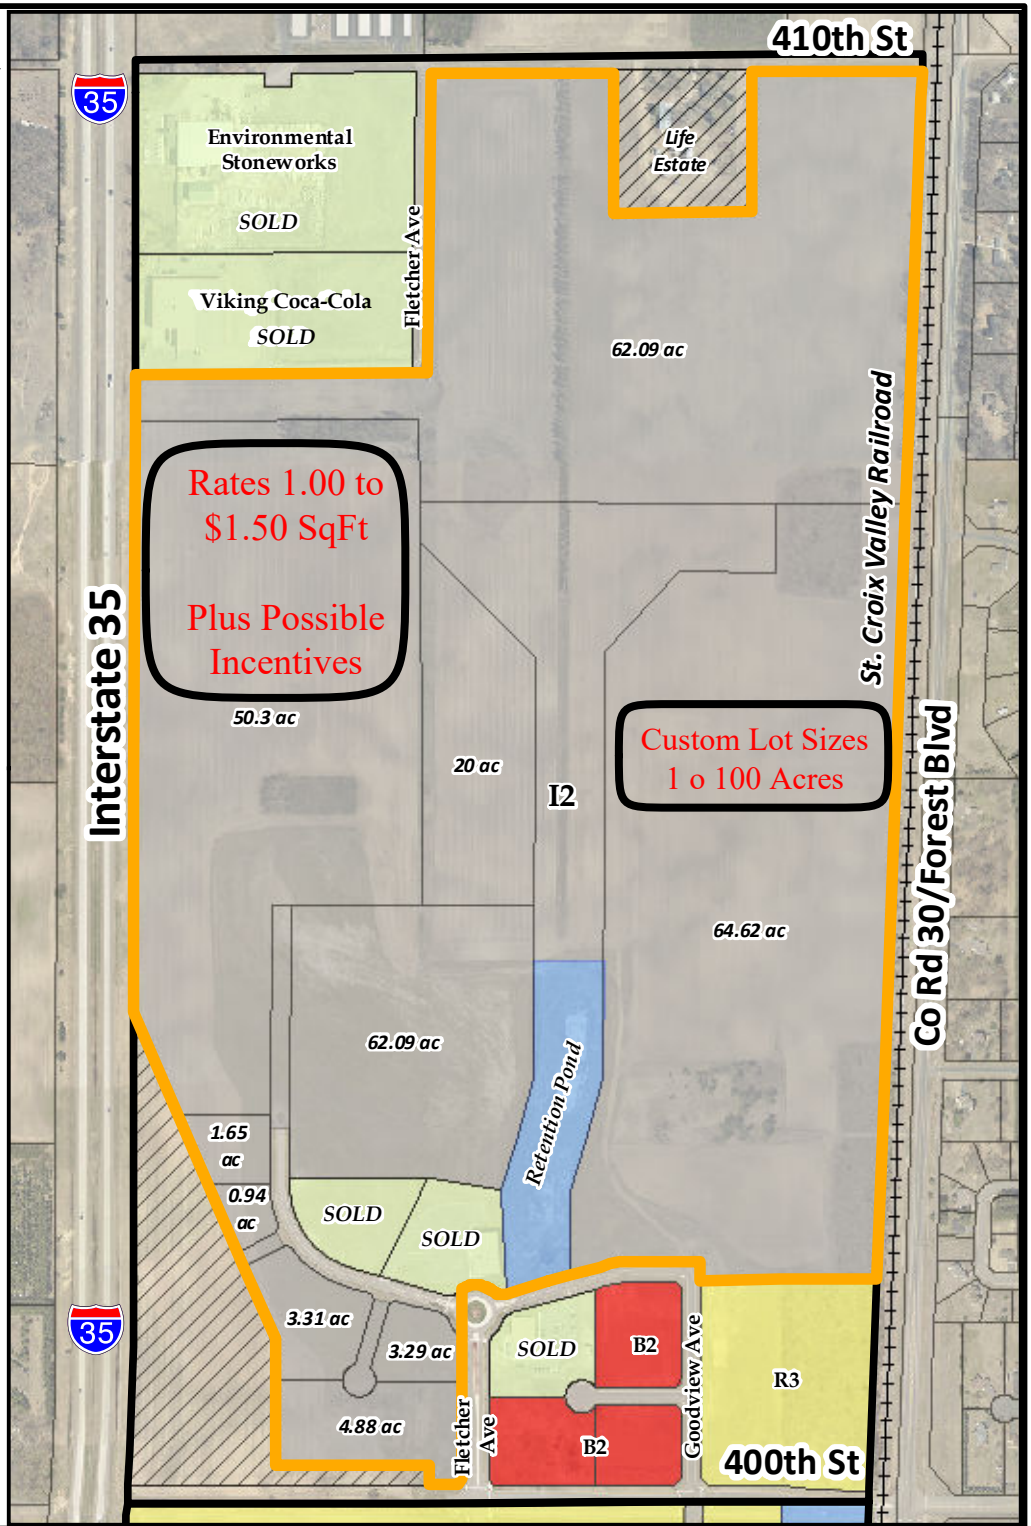 410th St
35
Environmental
Stoneworks
SOLD
Life
Estate
Fletcher Ave
Viking Coca-Cola
SOLD
62.09 ac
St. Croix Valley Railroad
Rates 1.00 to
$1.50 SqFt
Plus Possible
Incentives
Interstate 35
50.3 ac
20 ac
I2
Custom Lot Sizes
1 o 100 Acres
Co Rd 30/Forest Blvd
64.62 ac
62.09 ac
Retention Pond
1.65
ac
0.94
ac
SOLD
SOLD
35
3.31 ac
3.29 ac
SOLD
B2
Goodview Ave
R3
4.88 ac
Fletcher
Ave
B2
400th St